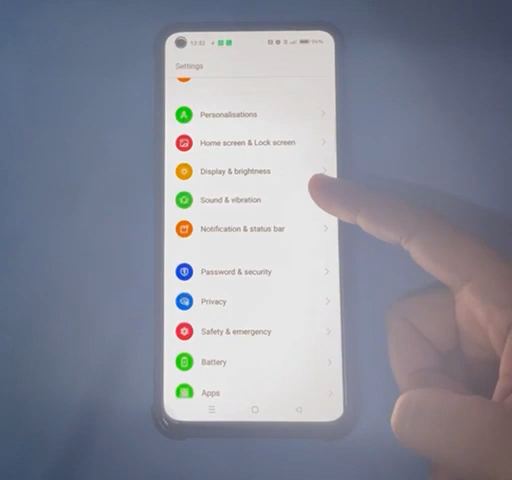 12:52
Settings
Personalisations
Home screen & Lock screen
Display & brightness
Sound & vibration
Notification & status bar
Password & security
Privacy
Safety & emergency
Battery
Apps